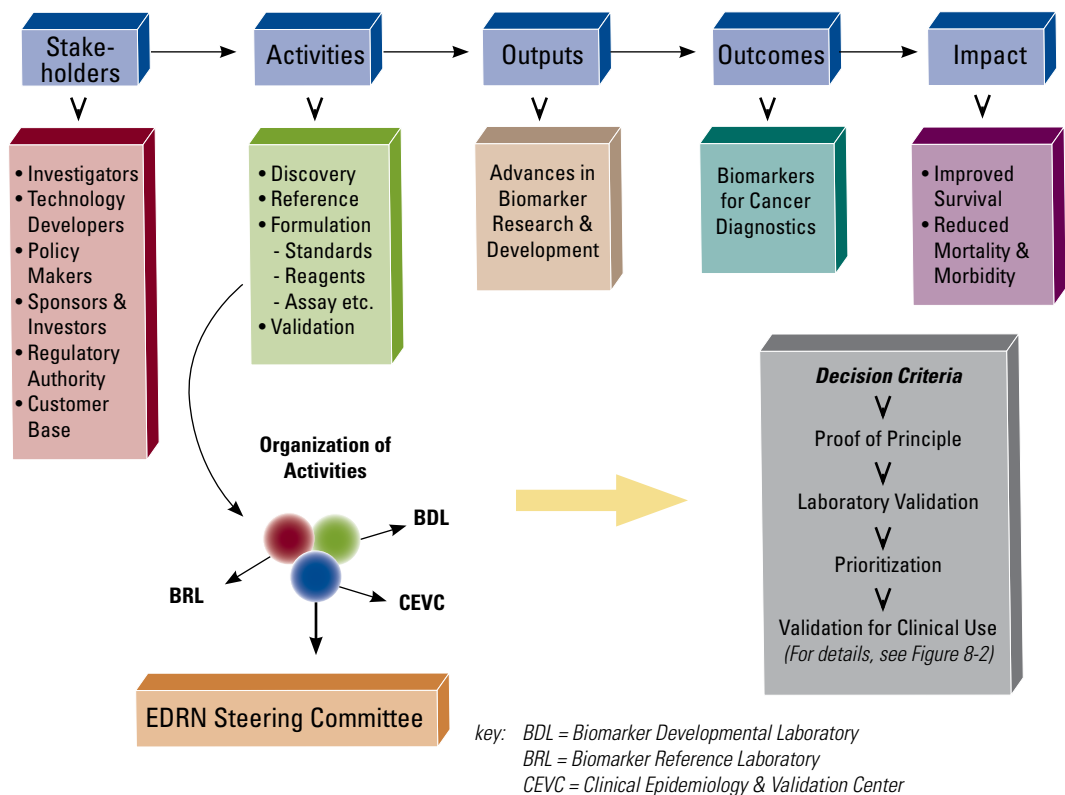 Stake-
holders
Activities
Outputs
Outcomes
Impact
• Investigators
• Technology
Developers
• Policy
Makers
• Sponsors &
Investors
• Regulatory
Authority
• Customer
Base
• Discovery
• Reference
• Formulation
- Standards
- Reagents
- Assay etc.
• Validation
Advances in
Biomarker
Research &
Development
Biomarkers
for Cancer
Diagnostics
• Improved
Survival
• Reduced
Mortality &
Morbidity
Organization of
Activities
BDL
BRL
CEVC
EDRN Steering Committee
Decision Criteria
Proof of Principle
Laboratory Validation
Prioritization
Validation for Clinical Use
(For details, see Figure 8-2)
key: BDL = Biomarker Developmental Laboratory
BRL = Biomarker Reference Laboratory
CEVC = Clinical Epidemiology & Validation Center